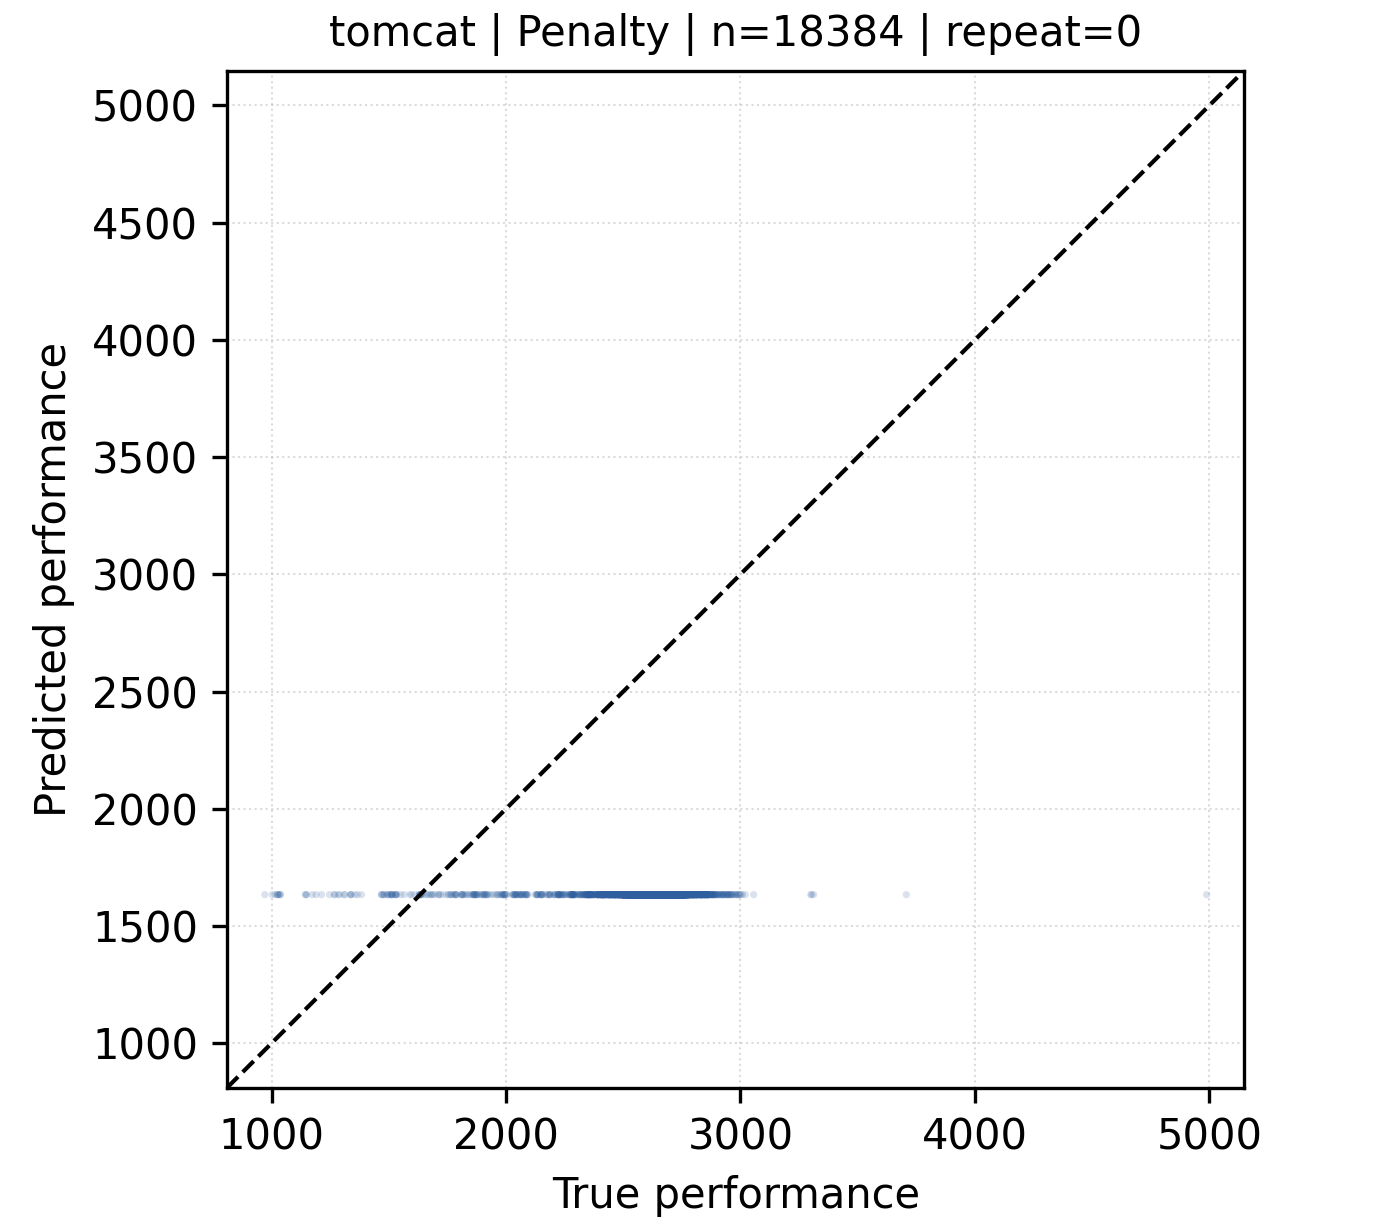 tomcat | Penalty | n=18384 | repeat=0
5000
4500
4000
3500
3000
2500
2000
1500
1000
Predicted performance
1000 2000 3000 4000 5000
True performance